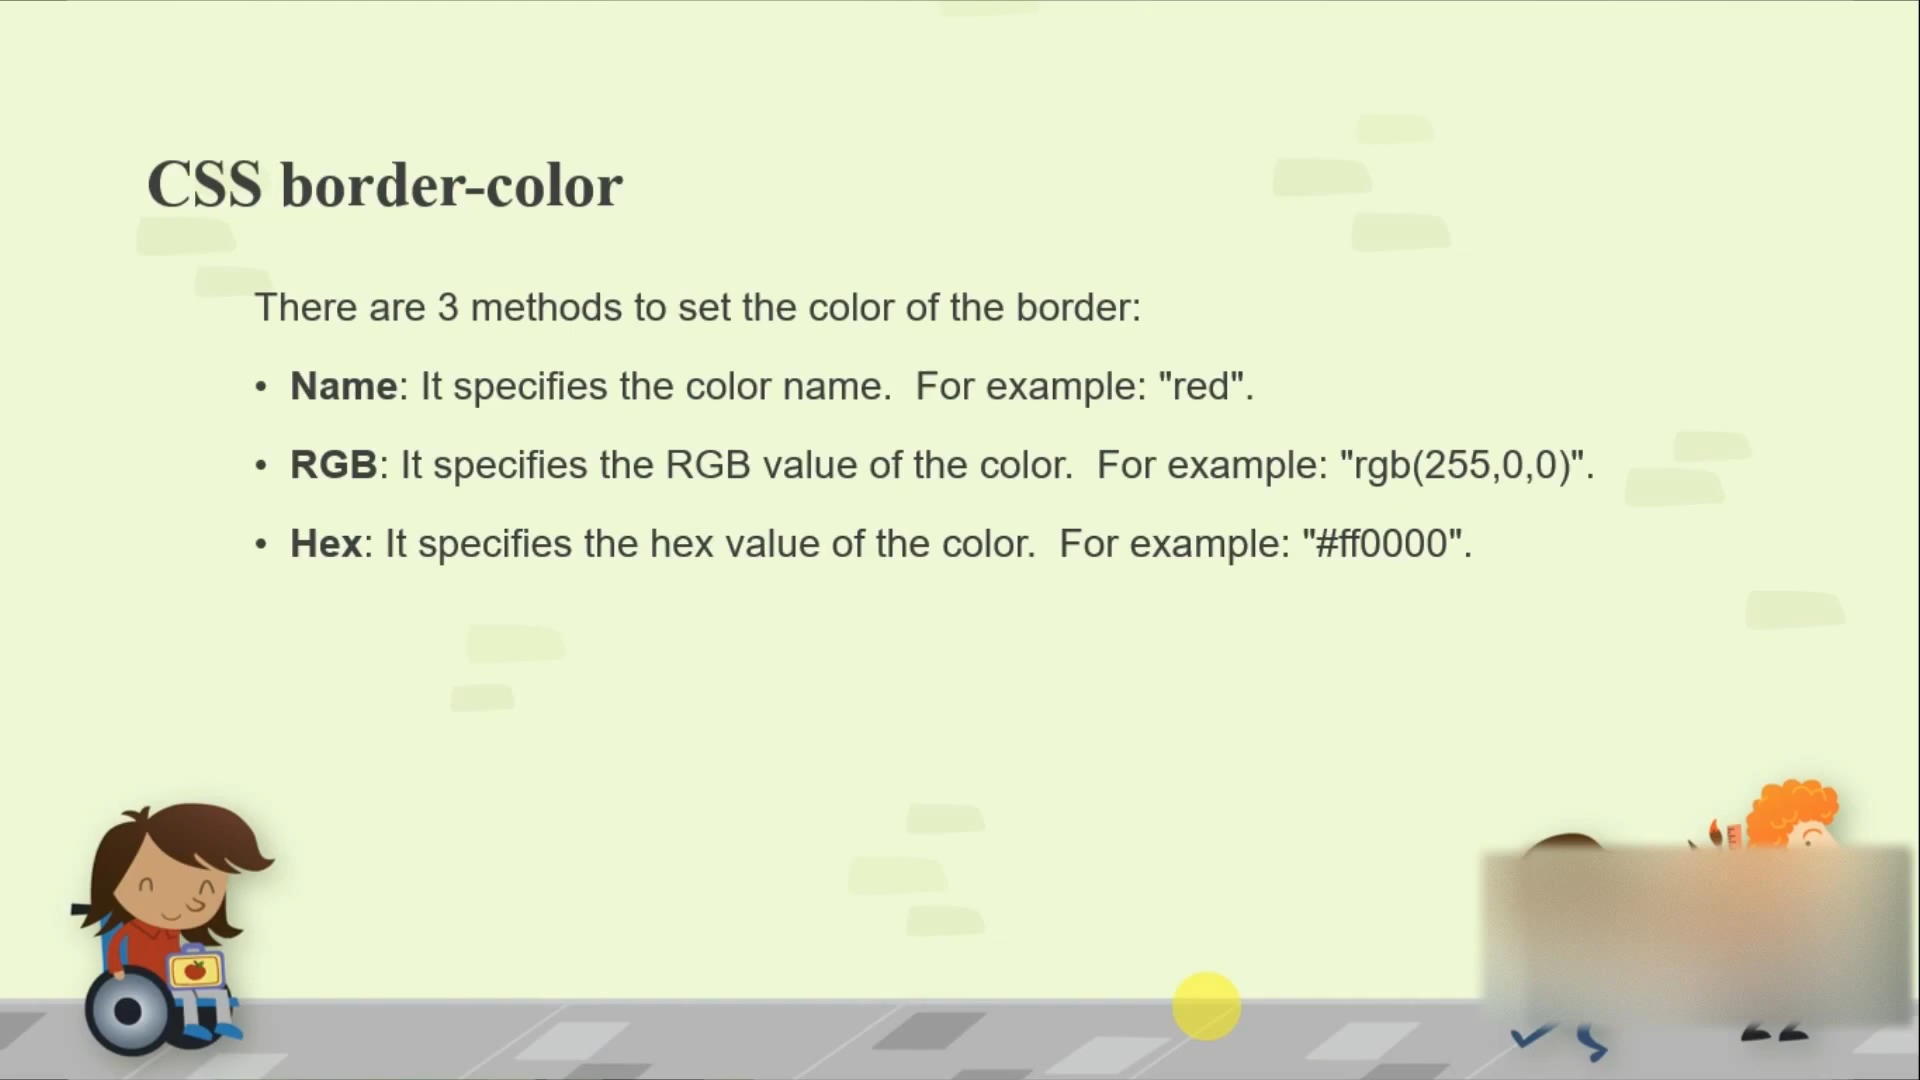 CSS border-color
There are 3 methods to set the color of the border:
• Name: It specifies the color name.  For example: "red".
• RGB: It specifies the RGB value of the color.  For example: "rgb(255,0,0)".
• Hex: It specifies the hex value of the color.  For example: "#ff0000".